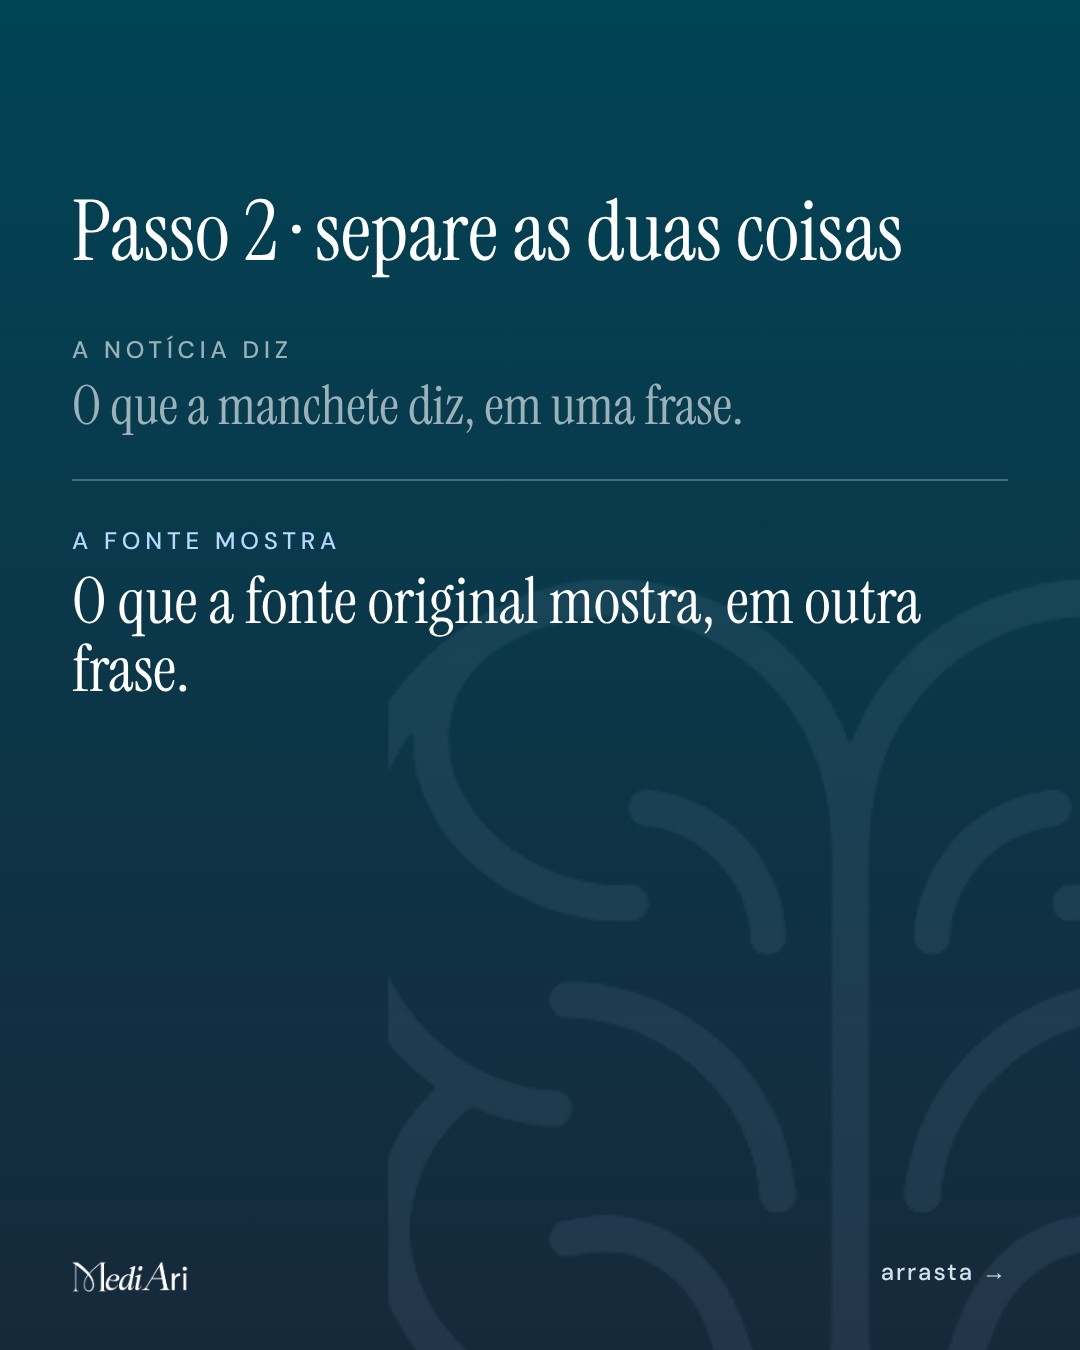 Passo 2 · separe as duas coisas
A NOTÍCIA DIZ
O que a manchete diz, em uma frase.
A FONTE MOSTRA
O que a fonte original mostra, em outra
frase.
MediAri
arrasta →